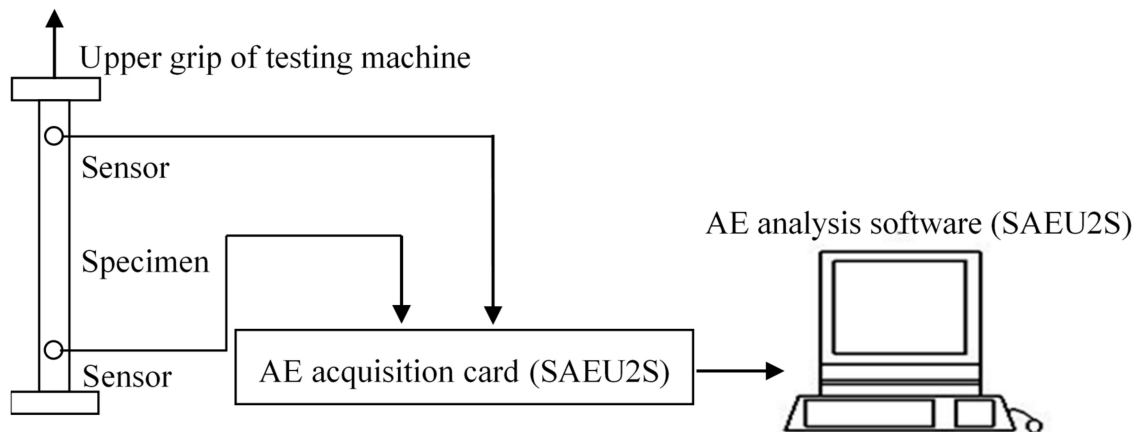 Upper grip of testing machine
Sensor
Specimen
AE analysis software (SAEU2S)
Sensor
AE acquisition card (SAEU2S)